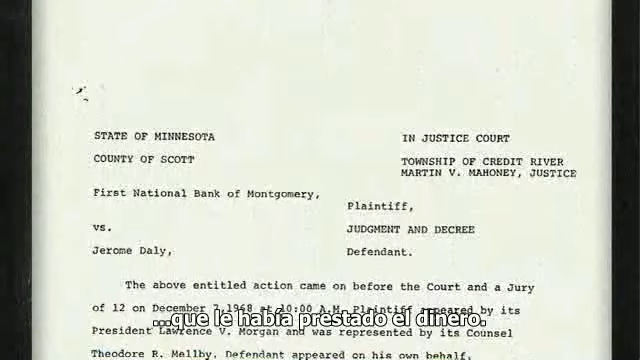 STATE OF MINNESOTA
COUNTY OF SCOTT
IN JUSTICE COURT
TOWNSHIP OF CREDIT RIVER
MARTIN V. MAHONEY, JUSTICE
First National Bank of Montgomery,
Plaintiff,
vs.
JUDGMENT AND DECREE
Jerome Daly,
Defendant.
The above entitled action came on before the Court and a Jury
of 12 on December 7 1968 at 10:00 A.M. Plaintiff appeared by its
...que le había prestado el dinero.
President Lawrence V. Morgan and was represented by its Counsel
Theodore R. Mellby, Defendant appeared on his own behalf,